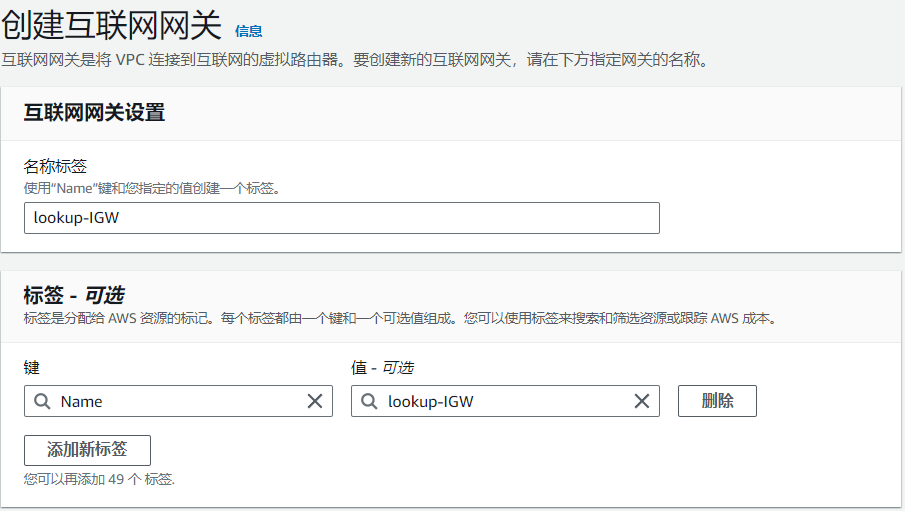 创建互联网网关 信息
互联网网关是将 VPC 连接到互联网的虚拟路由器。要创建新的互联网网关，请在下方指定网关的名称。
互联网网关设置
名称标签
使用“Name”键和您指定的值创建一个标签。
lookup-IGW
标签 - 可选
标签是分配给 AWS 资源的标记。每个标签都由一个键和一个可选值组成。您可以使用标签来搜索和筛选资源或跟踪 AWS 成本。
键 值 - 可选
Name lookup-IGW 删除
添加新标签
您可以再添加 49 个 标签.